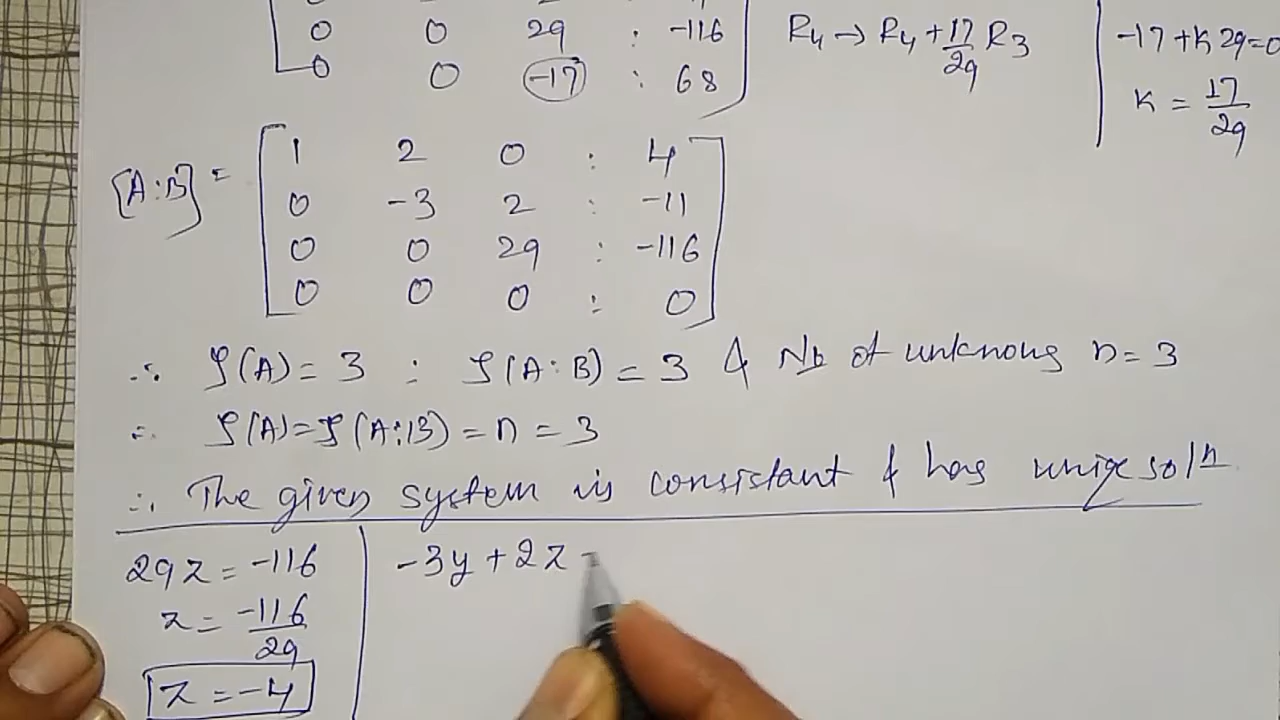 0 0 29 : -116
0 0 -17 : 68
R4 → R4 + 17/29 R3
-17+K 29=0
K = 17/29
[A:B] =
1 2 0 : 4
0 -3 2 : -11
0 0 29 : -116
0 0 0 : 0
∴ ρ(A) = 3 : ρ(A:B) = 3 & No of unknous n = 3
∴ ρ(A) = ρ(A:B) = n = 3
∴ The given system is consistant & has uniqe solⁿ
29z = -116
z = -116/29
z = -4
-3y + 2z =